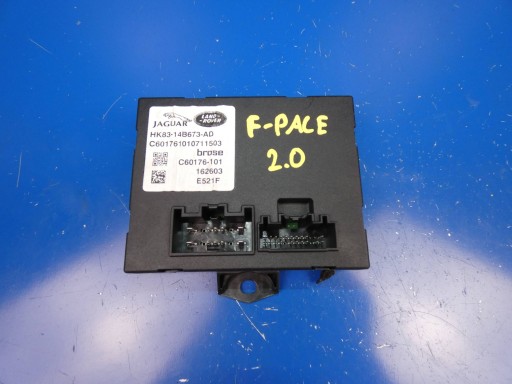 JAGUAR
LAND ROVER
HK83-14B673-AD
C601761010711503
brose
C60176-101
162603
E521F
F-PACE
2.0